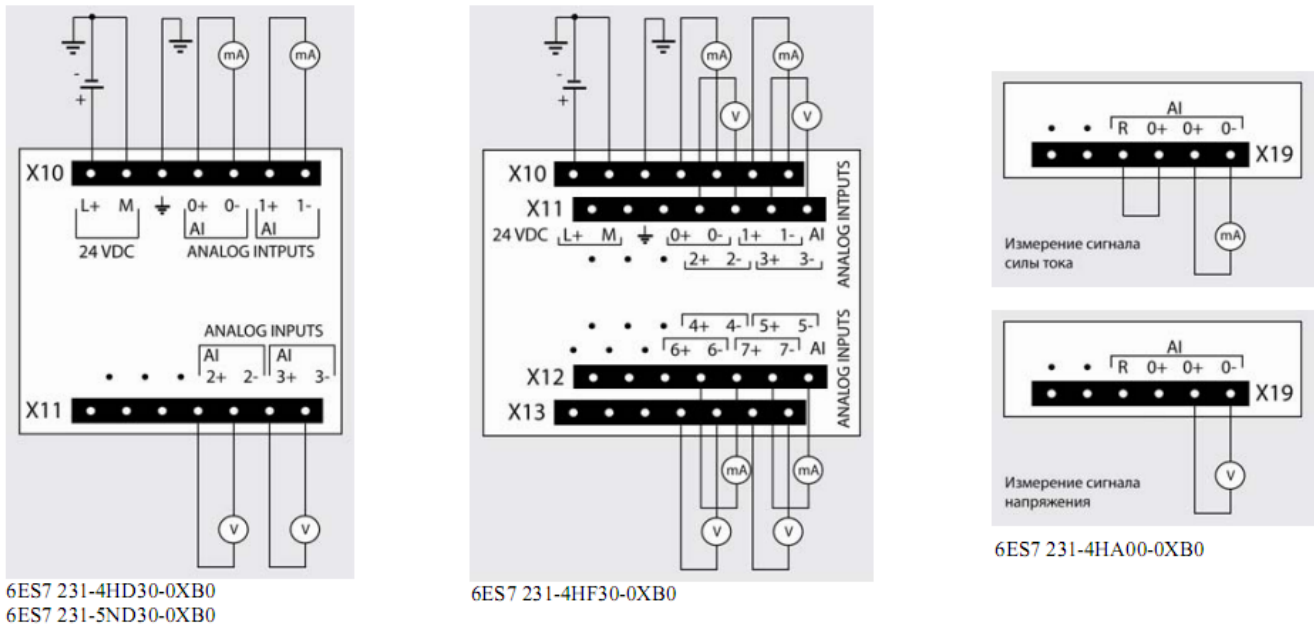 mA mA
- +
X10
L+ M 0+ 0- 1+ 1-
AI AI
24 VDC ANALOG INTPUTS
ANALOG INPUTS
AI AI
• • • 2+ 2- 3+ 3-
X11
V V
6ES7 231-4HD30-0XB0
6ES7 231-5ND30-0XB0
mA mA
- +
V V
X10
X11
24 VDC L+ M 0+ 0- 1+ 1- AI
• • • 2+ 2- 3+ 3-
ANALOG INTPUTS
• • • 4+ 4- 5+ 5-
• • • 6+ 6- 7+ 7- AI
ANALOG INPUTS
X12
X13
mA mA
V V
6ES7 231-4HF30-0XB0
AI
• • R 0+ 0+ 0-
X19
mA
Измерение сигнала
силы тока
AI
• • R 0+ 0+ 0-
X19
V
Измерение сигнала
напряжения
6ES7 231-4HA00-0XB0